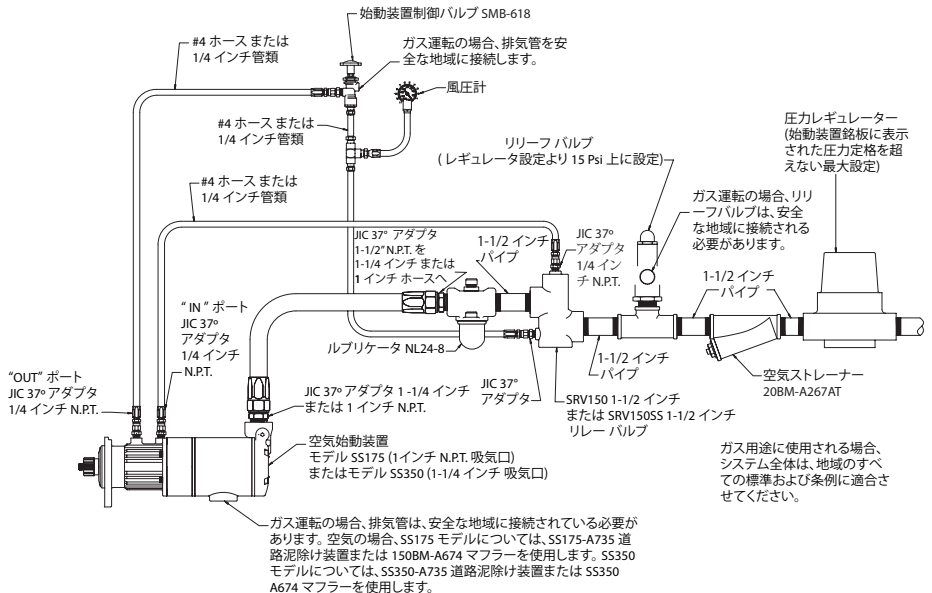 始動装置制御バルブ SMB-618
#4 ホース または
1/4 インチ管類
ガス運転の場合、排気管を安
全な地域に接続します。
風圧計
#4 ホース または
1/4 インチ管類
リリーフ バルブ
( レギュレータ設定より 15 Psi 上に設定)
圧力レギュレーター
(始動装置銘板に表示
された圧力定格を超
えない最大設定)
#4 ホース または
1/4 インチ管類
ガス運転の場合、リリ
ーフバルブは、安全
な地域に接続される
必要があります。
JIC 37° アダプタ
1-1/2" N.P.T. を
1-1/4 インチ または
1 インチ ホースへ
1-1/2 インチ
パイプ
JIC 37º
アダプタ
1/4 イン
チ N.P.T.
1-1/2 インチ
パイプ
“ IN ” ポート
JIC 37º
アダプタ
1/4 インチ
N.P.T.
ルブリケータ NL24-8
1-1/2 インチ
パイプ
空気ストレーナー
20BM-A267AT
“OUT” ポート
JIC 37º アダプタ
1/4 インチ N.P.T.
JIC 37º アダプタ 1 -1/4 インチ
または 1 インチ N.P.T.
JIC 37°
アダプタ
SRV150 1-1/2 インチ
または SRV150SS 1-1/2 インチ
リレー バルブ
空気始動装置
モデル SS175 (1インチ N.P.T. 吸気口)
またはモデル SS350 (1-1/4 インチ 吸気口)
ガス用途に使用される場合、
システム全体は、地域のすべ
ての標準および条例に適合さ
せてください。
ガス運転の場合、排気管は、安全な地域に接続されている必要が
あります。空気の場合、SS175 モデルについては、SS175-A735 道
路泥除け装置または 150BM-A674 マフラーを使用します。SS350
モデルについては、SS350-A735 道路泥除け装置または SS350
A674 マフラーを使用します。